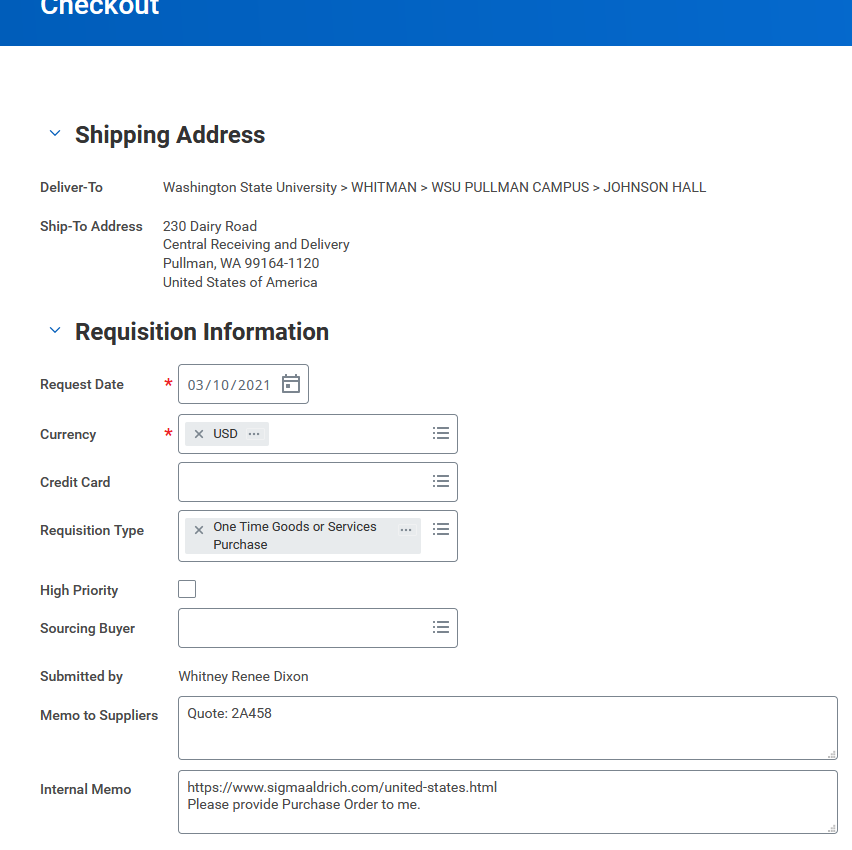 Checkout
Shipping Address
Deliver-To Washington State University > WHITMAN > WSU PULLMAN CAMPUS > JOHNSON HALL
Ship-To Address 230 Dairy Road
Central Receiving and Delivery
Pullman, WA 99164-1120
United States of America
Requisition Information
Request Date * 03/10/2021
Currency * × USD ...
Credit Card
Requisition Type × One Time Goods or Services ...
Purchase
High Priority
Sourcing Buyer
Submitted by Whitney Renee Dixon
Memo to Suppliers Quote: 2A458
Internal Memo https://www.sigmaaldrich.com/united-states.html
Please provide Purchase Order to me.